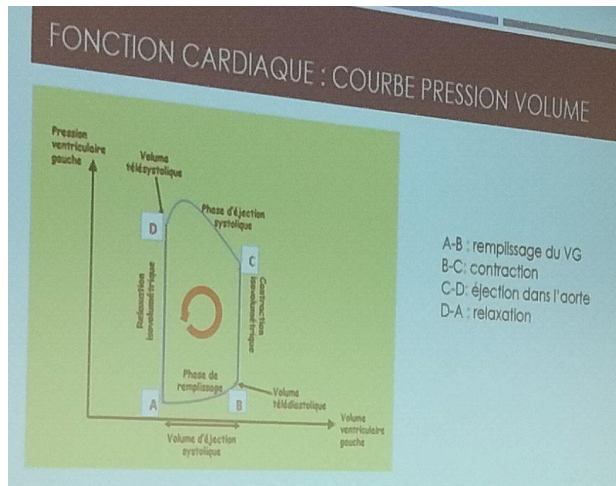 FONCTION CARDIAQUE : COURBE PRESSION VOLUME
Pression
ventriculaire
gauche
Volume
télésystolique
Phase d'éjection
systolique
D
C
Relaxation
isovolumétrique
Contraction
isovolumétrique
Phase de
remplissage
A
B
Volume
télédiastolique
Volume d'éjection
systolique
Volume
ventriculaire
gauche
A-B : remplissage du VG
B-C: contraction
C-D: éjection dans l'aorte
D-A : relaxation